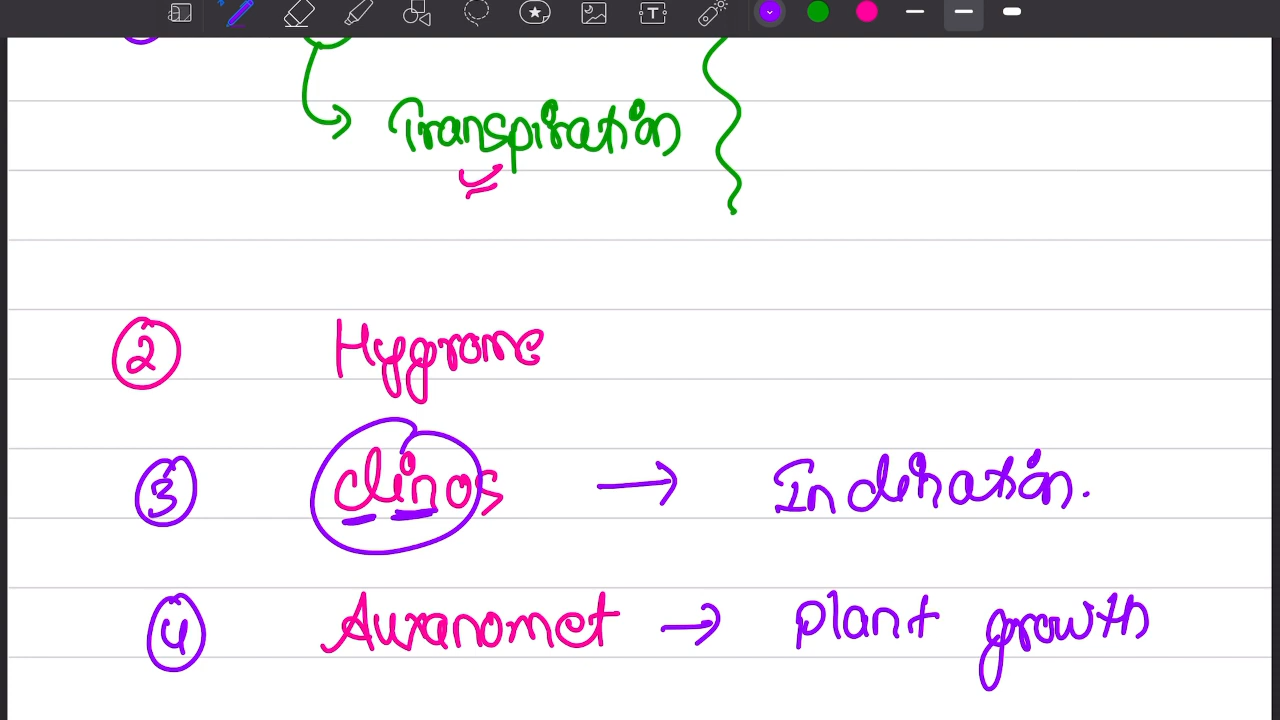 Transpiration
2 Hygrome
3 clinos → Inclination.
4 Auxanomet → plant growth